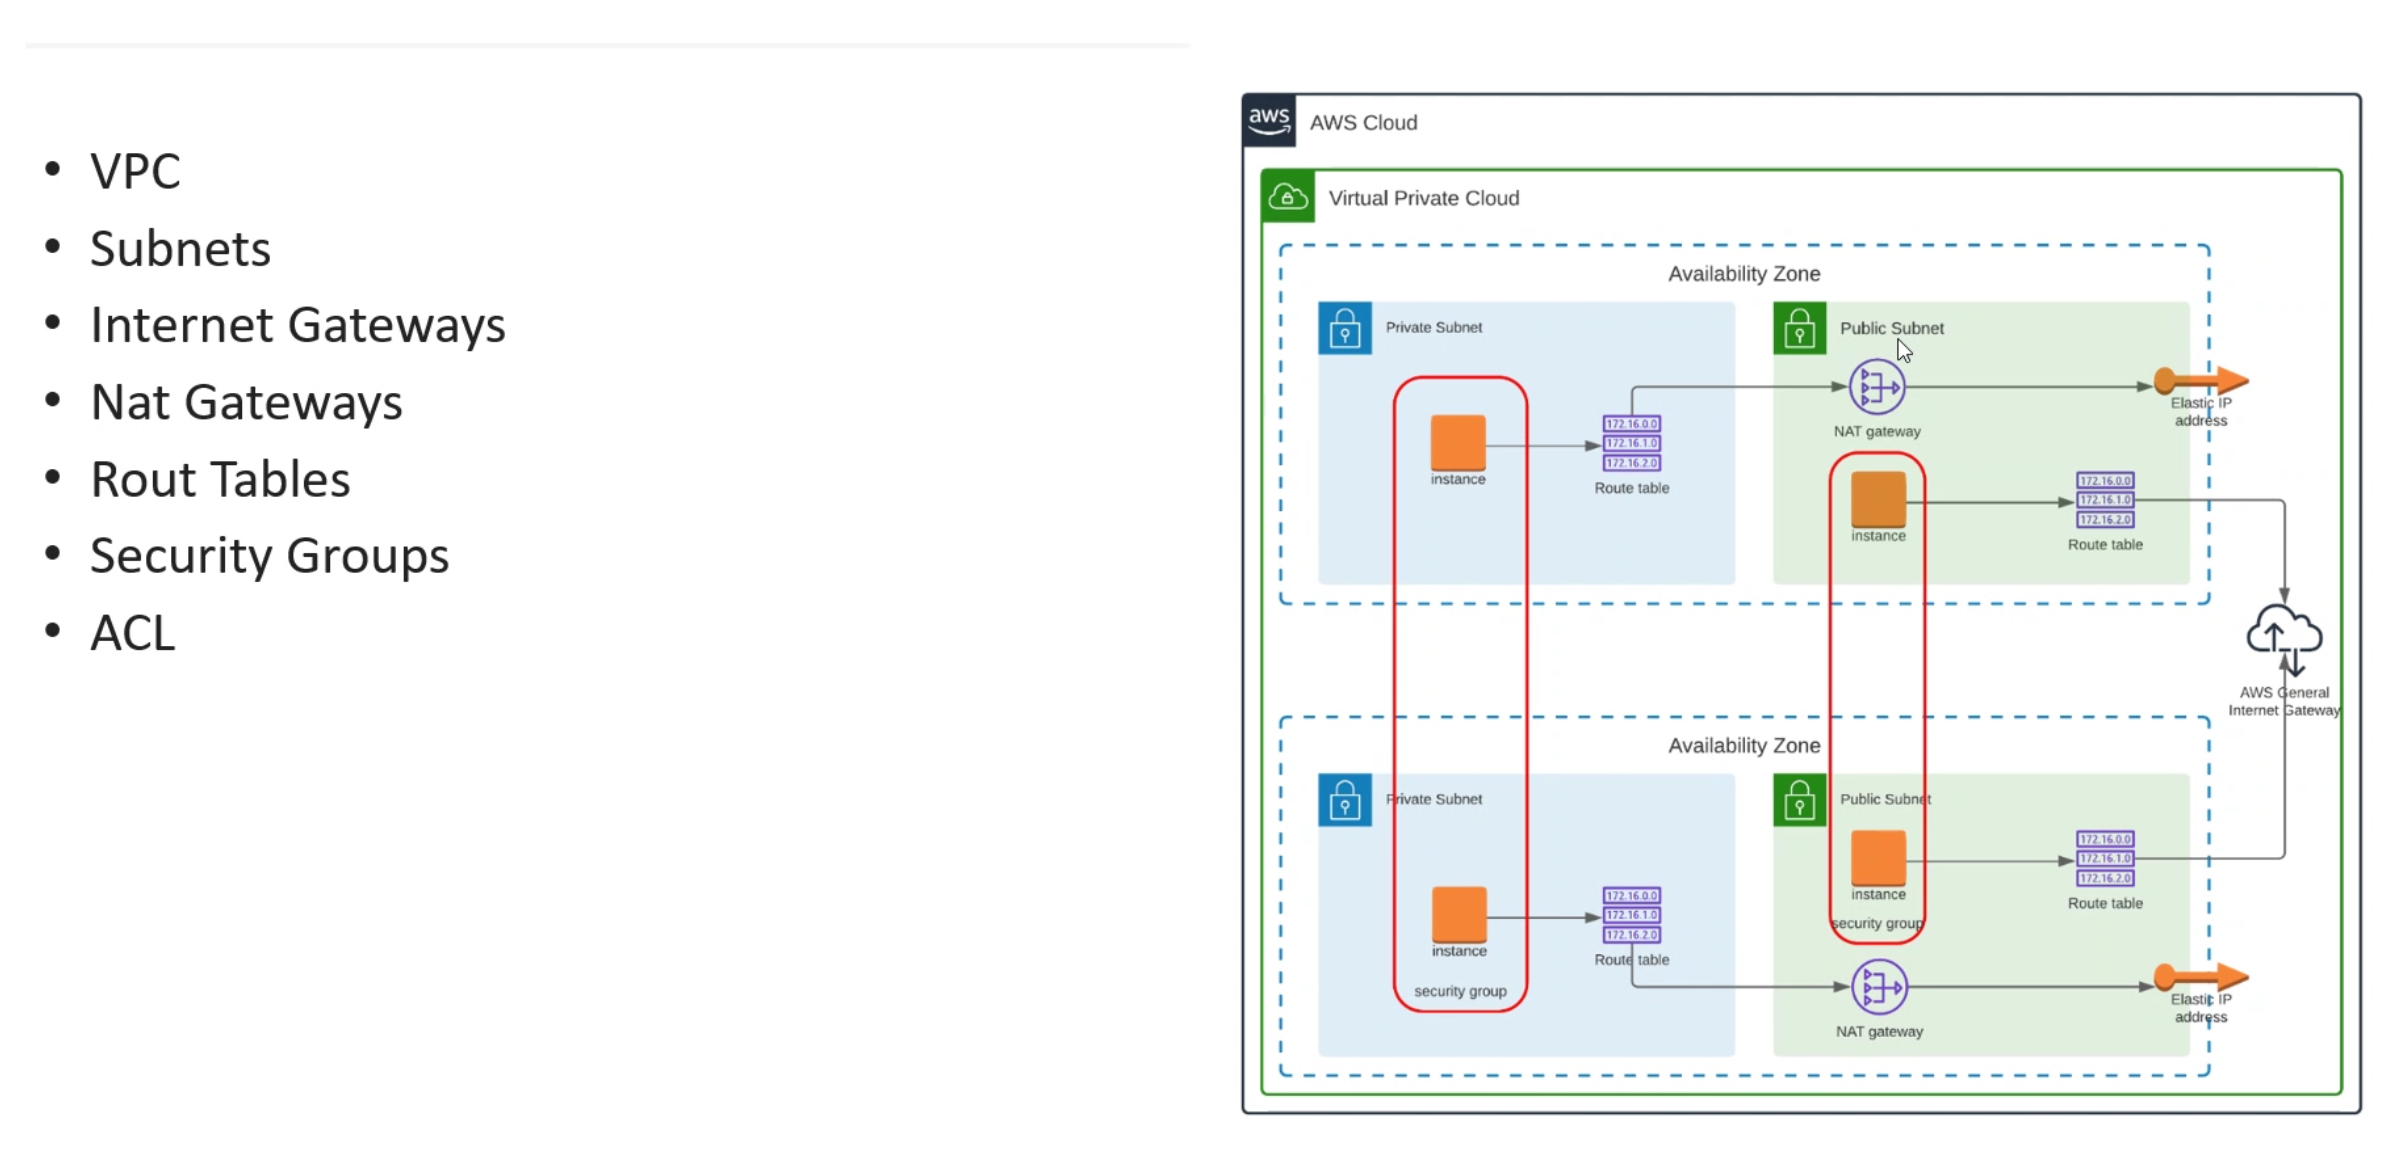 VPC
Subnets
Internet Gateways
Nat Gateways
Rout Tables
Security Groups
ACL
aws
AWS Cloud
Virtual Private Cloud
Availability Zone
Private Subnet
instance
172.16.0.0
172.16.1.0
172.16.2.0
Route table
Public Subnet
NAT gateway
Elastic IP
address
instance
172.16.0.0
172.16.1.0
172.16.2.0
Route table
AWS General
Internet Gateway
Availability Zone
Private Subnet
instance
security group
172.16.0.0
172.16.1.0
172.16.2.0
Route table
Public Subnet
instance
security group
172.16.0.0
172.16.1.0
172.16.2.0
Route table
NAT gateway
Elastic IP
address